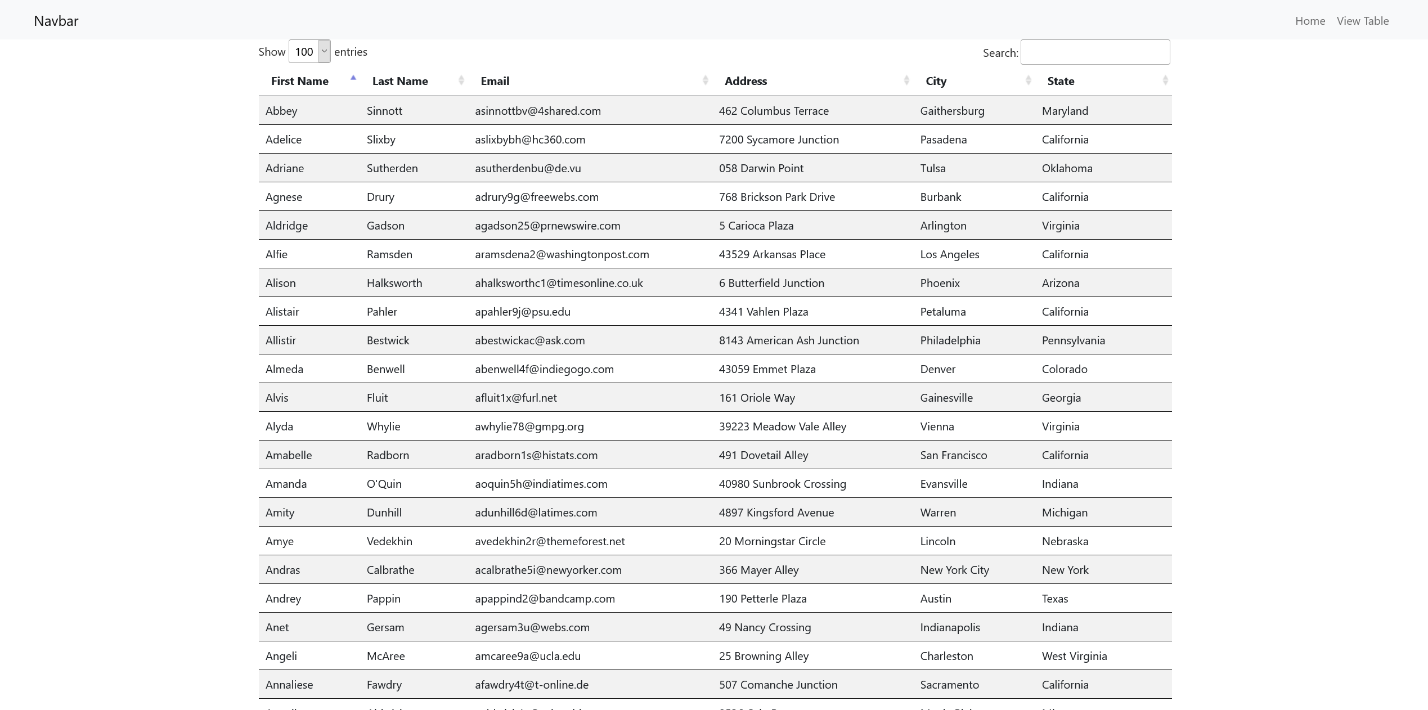 Navbar Home View Table
Show 100 entries Search:
First Name Last Name Email Address City State
Abbey Sinnott asinnottbv@4shared.com 462 Columbus Terrace Gaithersburg Maryland
Adelice Slixby aslixbybh@hc360.com 7200 Sycamore Junction Pasadena California
Adriane Sutherden asutherdenbu@de.vu 058 Darwin Point Tulsa Oklahoma
Agnese Drury adrury9g@freewebs.com 768 Brickson Park Drive Burbank California
Aldridge Gadson agadson25@prnewswire.com 5 Carioca Plaza Arlington Virginia
Alfie Ramsden aramsdena2@washingtonpost.com 43529 Arkansas Place Los Angeles California
Alison Halksworth ahalksworthc1@timesonline.co.uk 6 Butterfield Junction Phoenix Arizona
Alistair Pahler apahler9j@psu.edu 4341 Vahlen Plaza Petaluma California
Allistir Bestwick abestwickac@ask.com 8143 American Ash Junction Philadelphia Pennsylvania
Almeda Benwell abenwell4f@indiegogo.com 43059 Emmet Plaza Denver Colorado
Alvis Fluit afluit1x@furl.net 161 Oriole Way Gainesville Georgia
Alyda Whylie awhylie78@gmpg.org 39223 Meadow Vale Alley Vienna Virginia
Amabelle Radborn aradborn1s@histats.com 491 Dovetail Alley San Francisco California
Amanda O'Quin aoquin5h@indiatimes.com 40980 Sunbrook Crossing Evansville Indiana
Amity Dunhill adunhill6d@latimes.com 4897 Kingsford Avenue Warren Michigan
Amye Vedekhin avedekhin2r@themeforest.net 20 Morningstar Circle Lincoln Nebraska
Andras Calbrathe acalbrathe5i@newyorker.com 366 Mayer Alley New York City New York
Andrey Pappin apappind2@bandcamp.com 190 Petterle Plaza Austin Texas
Anet Gersam agersam3u@webs.com 49 Nancy Crossing Indianapolis Indiana
Angeli McAree amcaree9a@ucla.edu 25 Browning Alley Charleston West Virginia
Annaliese Fawdry afawdry4t@t-online.de 507 Comanche Junction Sacramento California